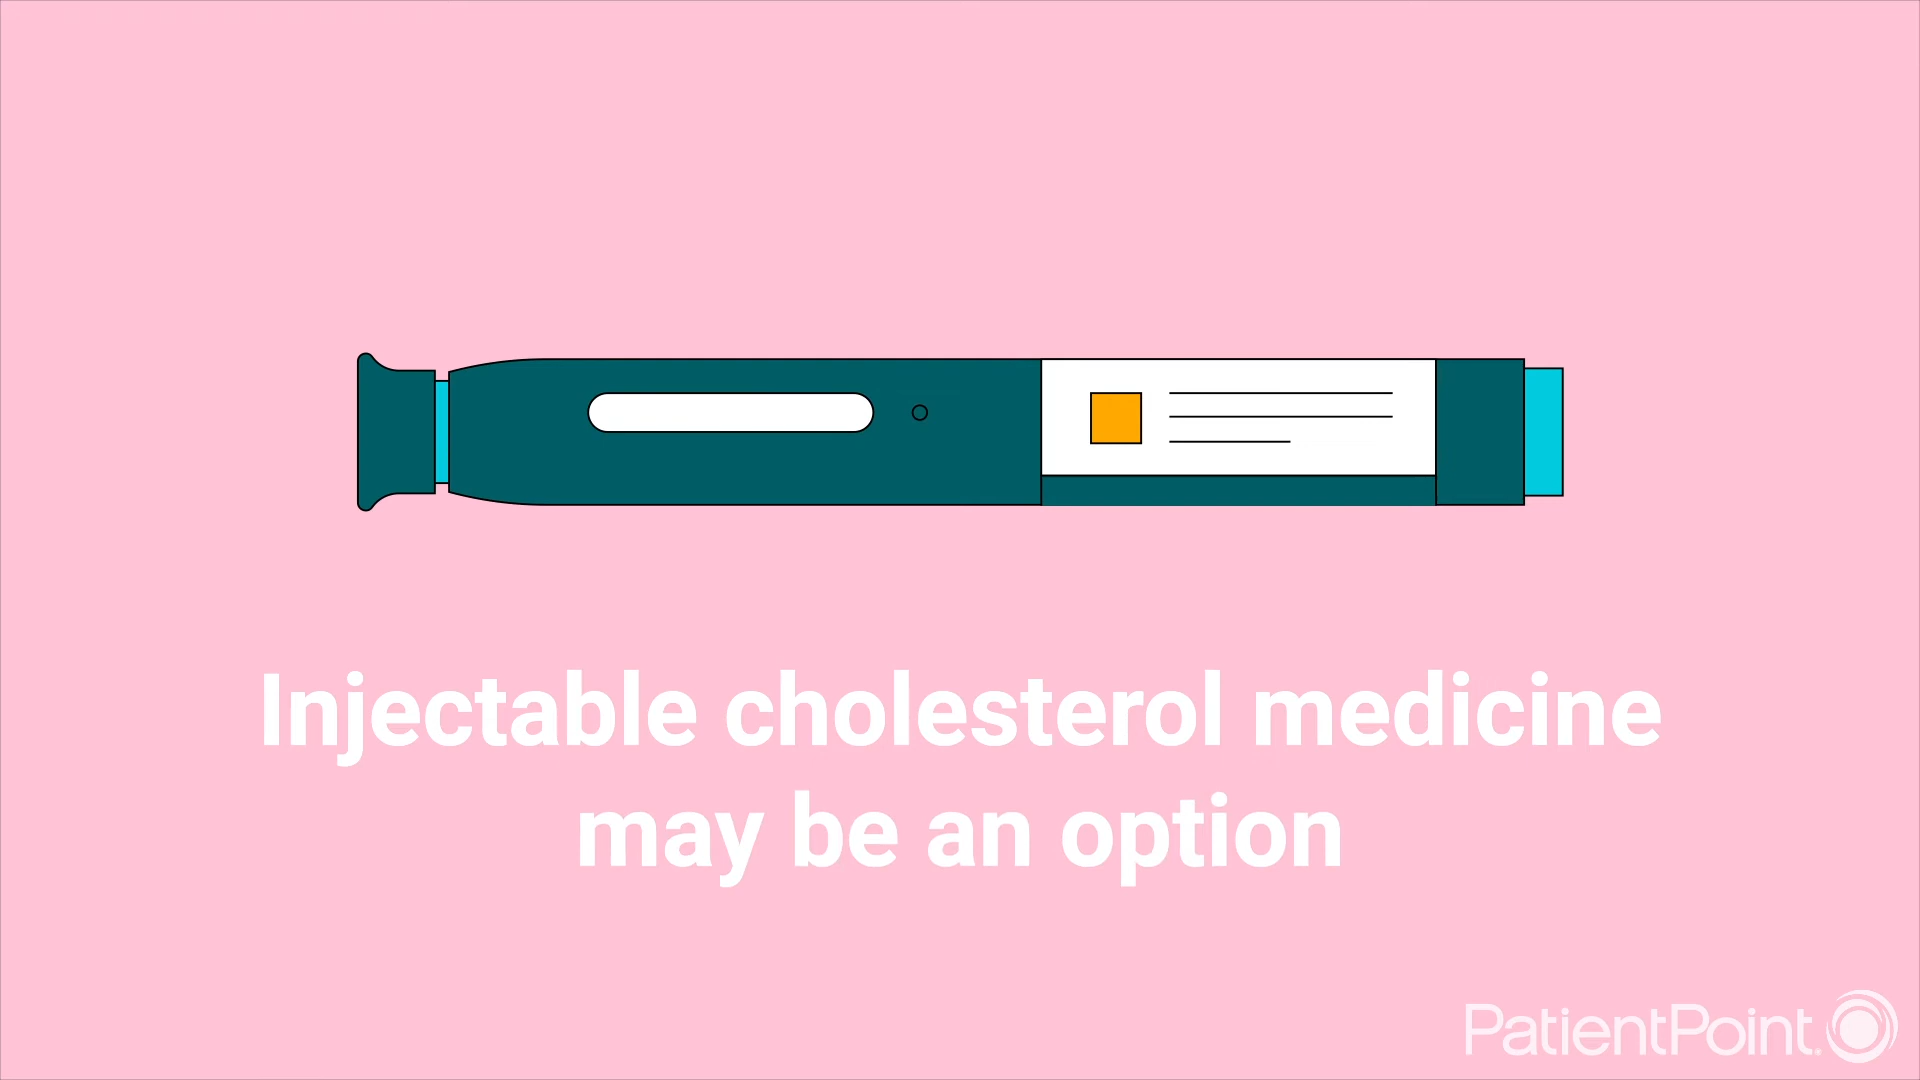 Injectable cholesterol medicine
may be an option
PatientPoint.